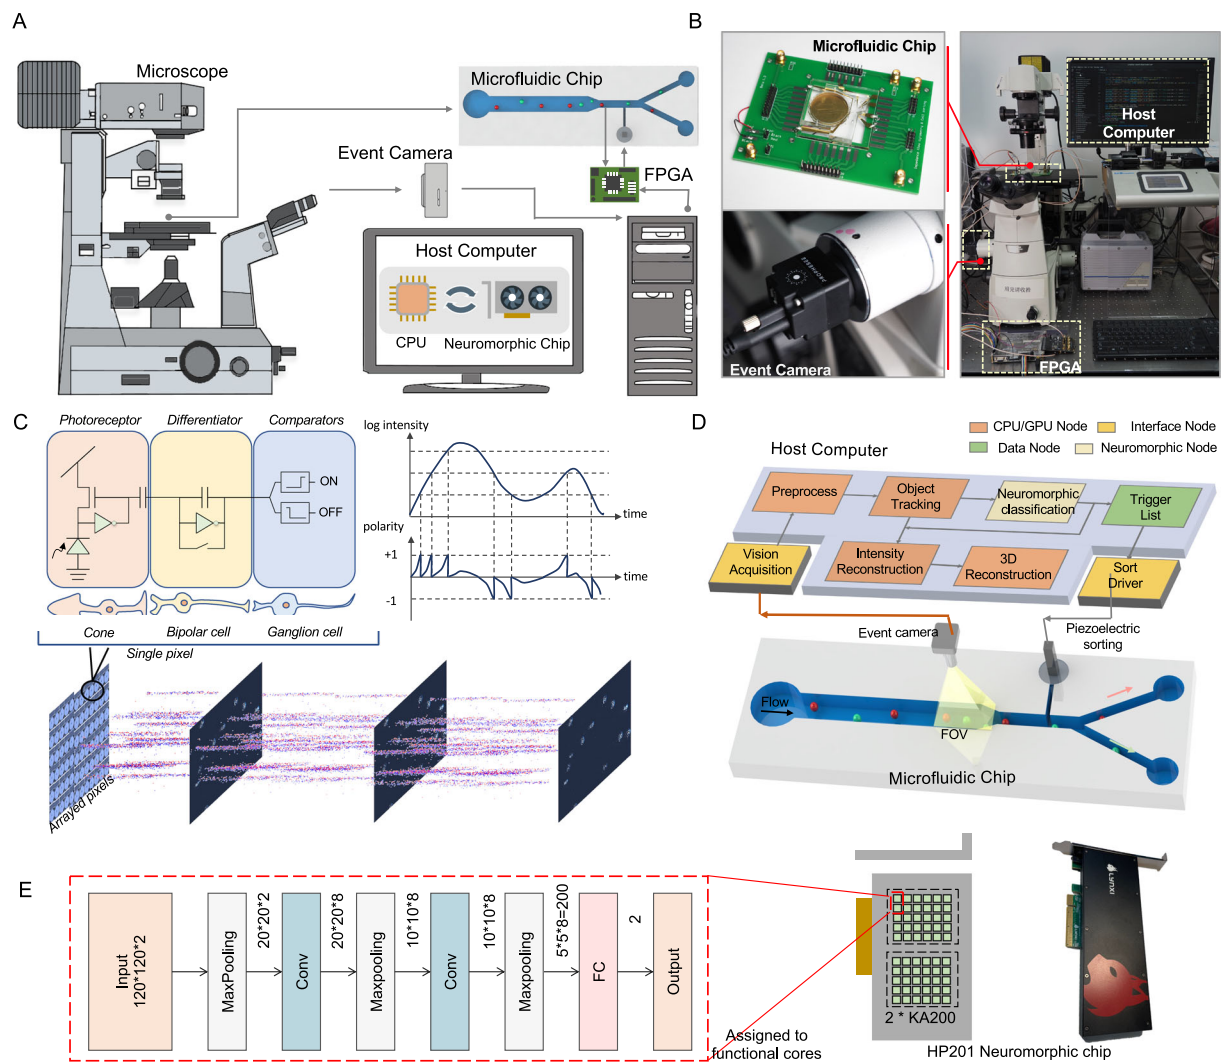 A
Microscope
Microfluidic Chip
Event Camera
FPGA
Host Computer
CPU
Neuromorphic Chip
B
Microfluidic Chip
Event Camera
Host
Computer
FPGA
C
Photoreceptor
Differentiator
Comparators
ON
OFF
Cone
Bipolar cell
Ganglion cell
Single pixel
Arrayed pixels
log intensity
time
polarity
+1
time
-1
D
CPU/GPU Node
Interface Node
Data Node
Neuromorphic Node
Host Computer
Preprocess
Object
Tracking
Neuromorphic
classification
Trigger
List
Vision
Acquisition
Intensity
Reconstruction
3D
Reconstruction
Sort
Driver
Event camera
Piezoelectric
sorting
Flow
FOV
Microfluidic Chip
E
Input
120*120*2
MaxPooling
20*20*2
Conv
20*20*8
Maxpooling
10*10*8
Conv
10*10*8
Maxpooling
5*5*8=200
FC
2
Output
Assigned to
functional cores
2 * KA200
LYNXI
HP201 Neuromorphic chip